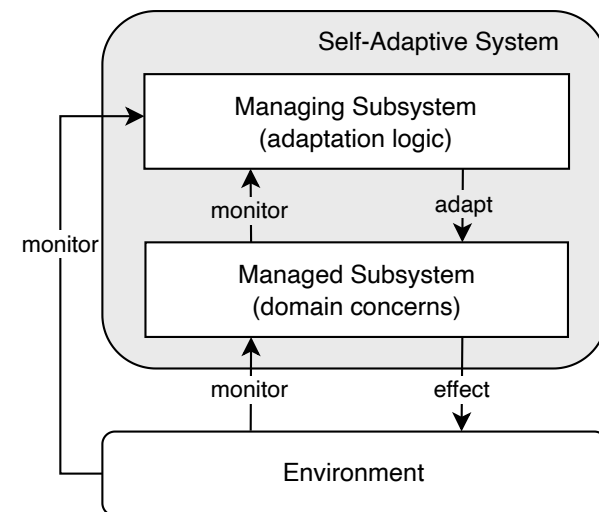 Self-Adaptive System
Managing Subsystem
(adaptation logic)
monitor
adapt
monitor
Managed Subsystem
(domain concerns)
monitor
effect
Environment